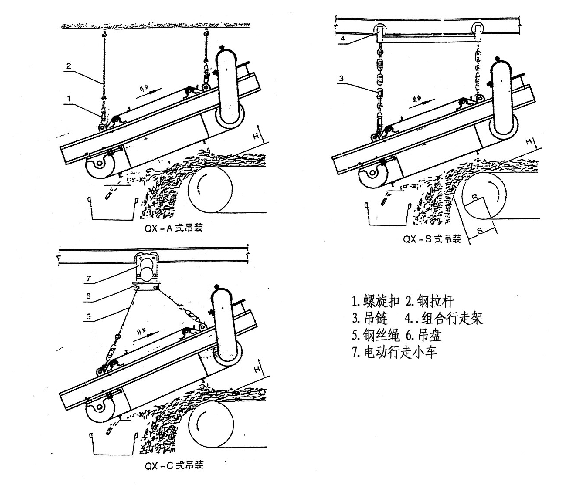 2
1
H
QX-A式吊装
4
3
H
a
B
QX-B式吊装
7
6
5
H
QX-C式吊装
1.螺旋扣 2.钢拉杆
3.吊链 4..组合行走架
5.钢丝绳 6.吊盘
7.电动行走小车